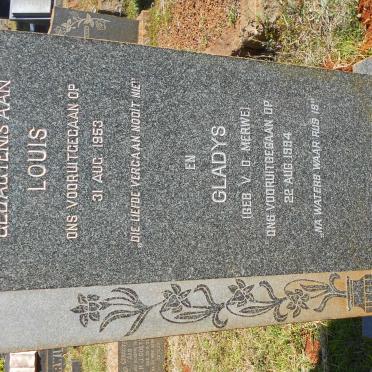 GEDAGTENIS AAN
LOUIS
ONS VOORUITGEGAAN OP
31 AUG. 1953
„DIE LIEFDE VERGAAN NOOIT NIE"
EN
GLADYS
(GEB V. D. MERWE)
ONS VOORUITGEGAAN OP
22 AUG. 1984
„NA WATERS WAAR RUS IS"